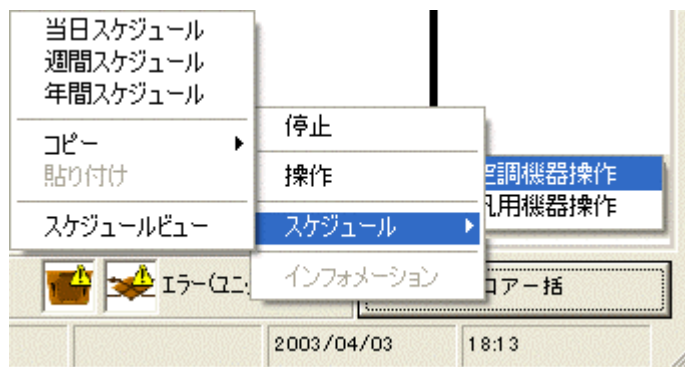 当日スケジュール
週間スケジュール
年間スケジュール
コピー
貼り付け
スケジュールビュー
停止
操作
スケジュール
インフォメーション
空調機器操作
汎用機器操作
エラー(ユニ
ロアー括
2003/04/03
18:13